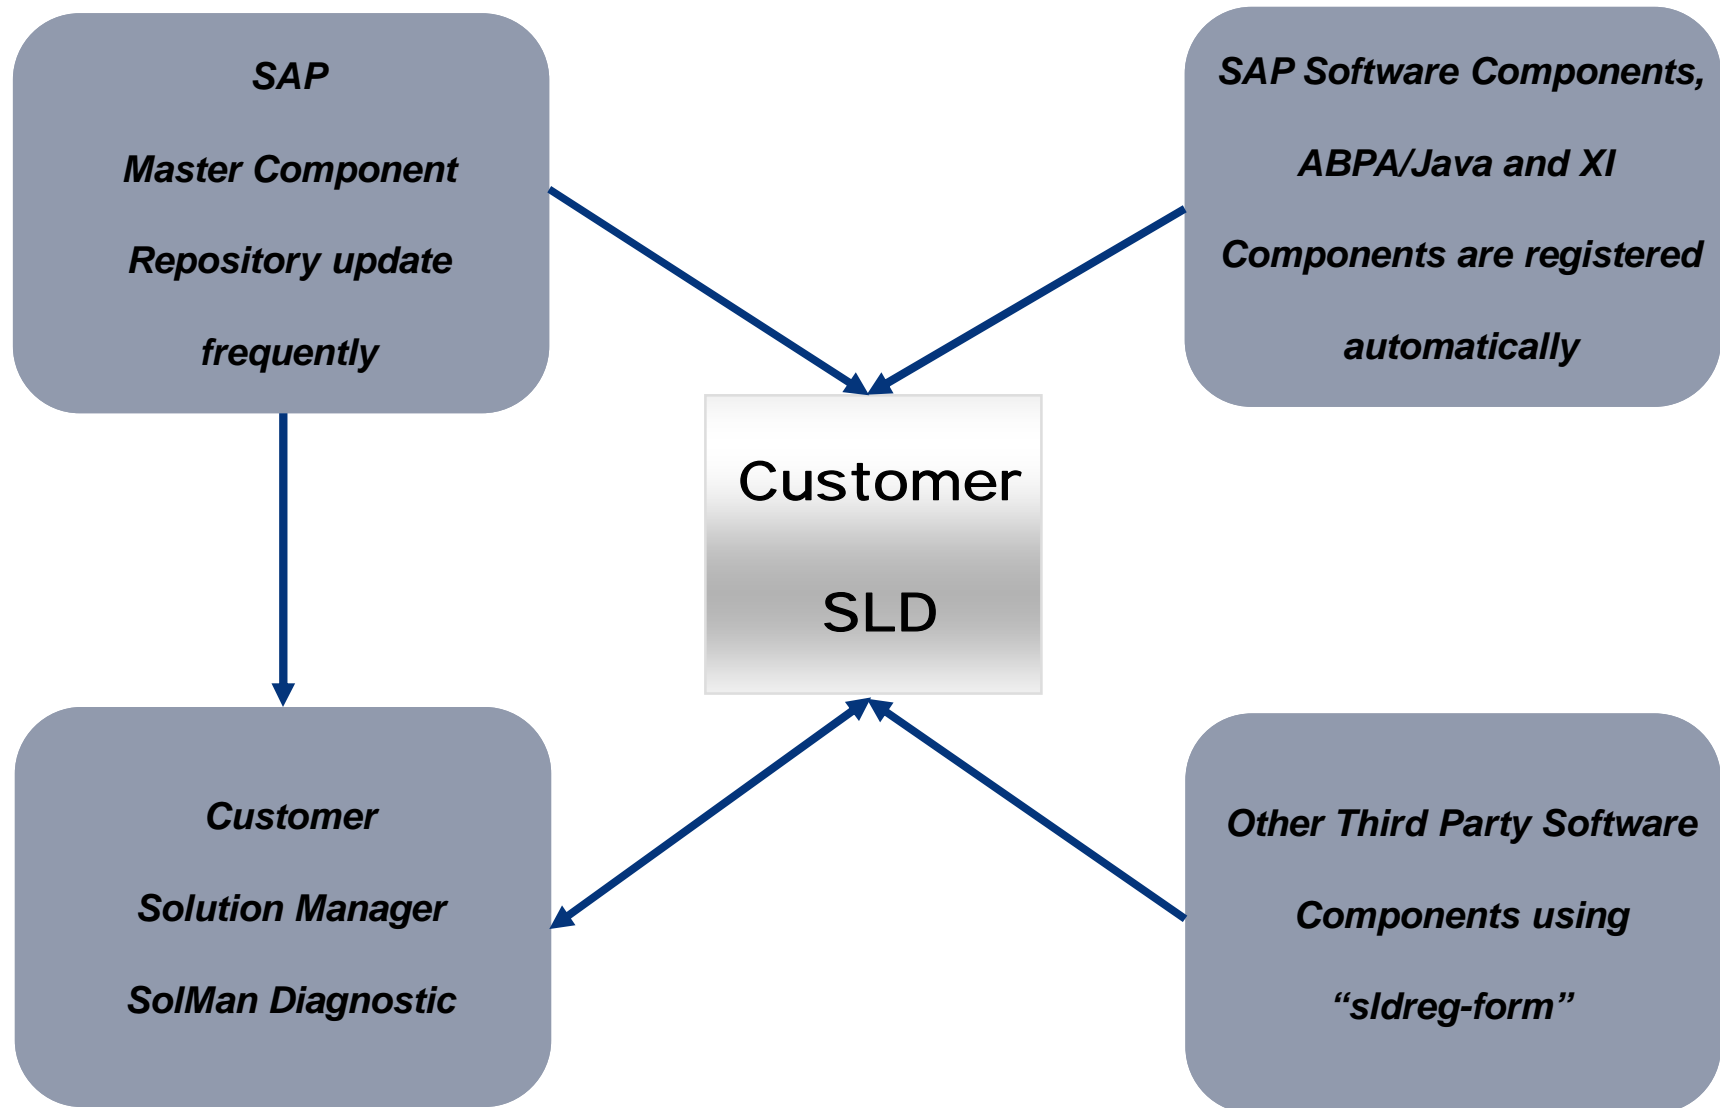 SAP
Master Component
Repository update
frequently
SAP Software Components,
ABPA/Java and XI
Components are registered
automatically
Customer
SLD
Customer
Solution Manager
SolMan Diagnostic
Other Third Party Software
Components using
“sldreg-form”